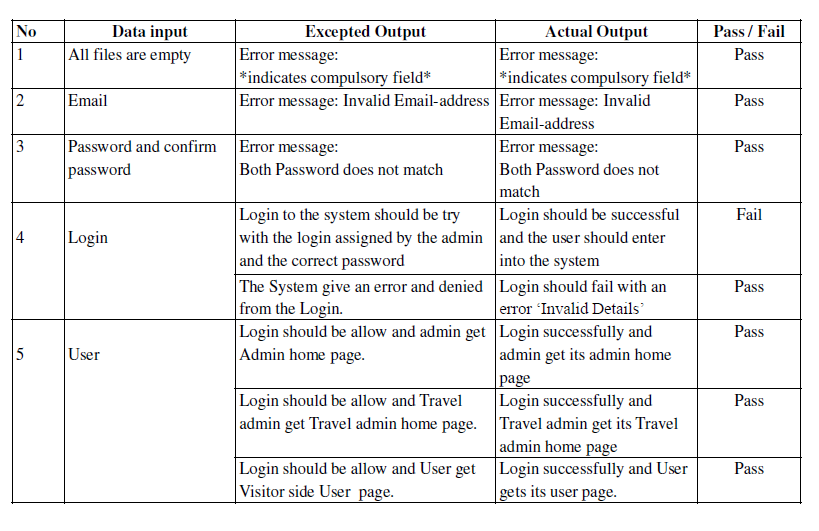 No Data input Excepted Output Actual Output Pass / Fail
1 All files are empty Error message: Error message: Pass
*indicates compulsory field* *indicates compulsory field*
2 Email Error message: Invalid Email-address Error message: Invalid Pass
Email-address
3 Password and confirm Error message: Error message: Pass
password Both Password does not match Both Password does not
match
Login to the system should be try Login should be successful Fail
4 Login with the login assigned by the admin and the user should enter
and the correct password into the system
The System give an error and denied Login should fail with an Pass
from the Login. error ‘Invalid Details’
Login should be allow and admin get Login successfully and Pass
5 User Admin home page. admin get its admin home
page
Login should be allow and Travel Login successfully and Pass
admin get Travel admin home page. Travel admin get its Travel
admin home page
Login should be allow and User get Login successfully and User Pass
Visitor side User page. gets its user page.